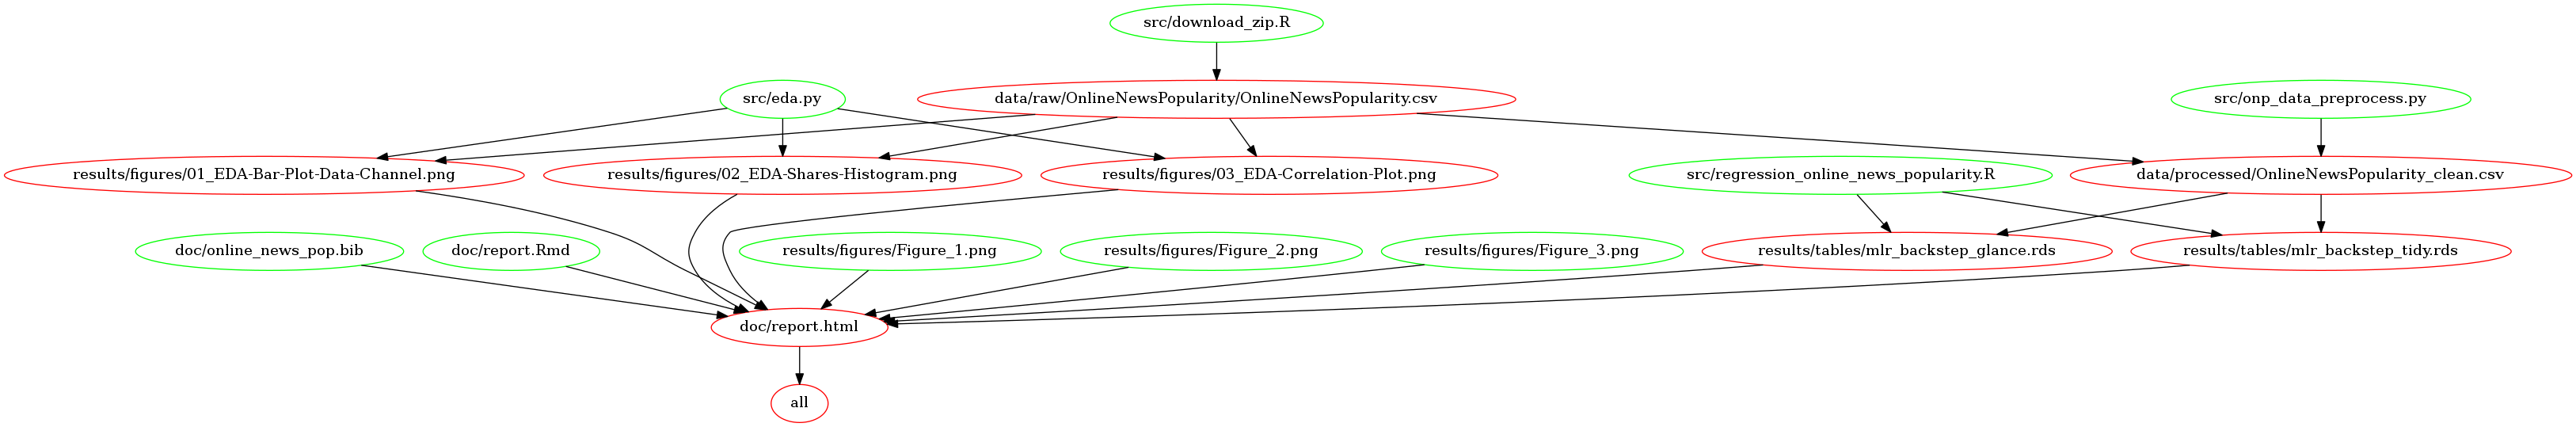 src/download_zip.R
src/eda.py
data/raw/OnlineNewsPopularity/OnlineNewsPopularity.csv
src/onp_data_preprocess.py
results/figures/01_EDA-Bar-Plot-Data-Channel.png
results/figures/02_EDA-Shares-Histogram.png
results/figures/03_EDA-Correlation-Plot.png
src/regression_online_news_popularity.R
data/processed/OnlineNewsPopularity_clean.csv
doc/online_news_pop.bib
doc/report.Rmd
results/figures/Figure_1.png
results/figures/Figure_2.png
results/figures/Figure_3.png
results/tables/mlr_backstep_glance.rds
results/tables/mlr_backstep_tidy.rds
doc/report.html
all